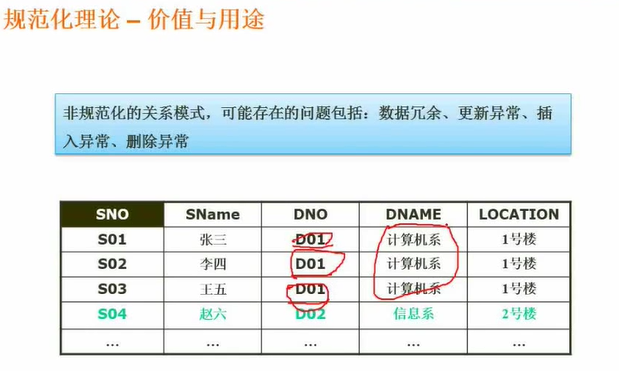 规范化理论 – 价值与用途
非规范化的关系模式，可能存在的问题包括：数据冗余、更新异常、插
入异常、删除异常
SNO SName DNO DNAME LOCATION
S01 张三 D01 计算机系 1号楼
S02 李四 D01 计算机系 1号楼
S03 王五 D01 计算机系 1号楼
S04 赵六 D02 信息系 2号楼
... ... ... ... ...